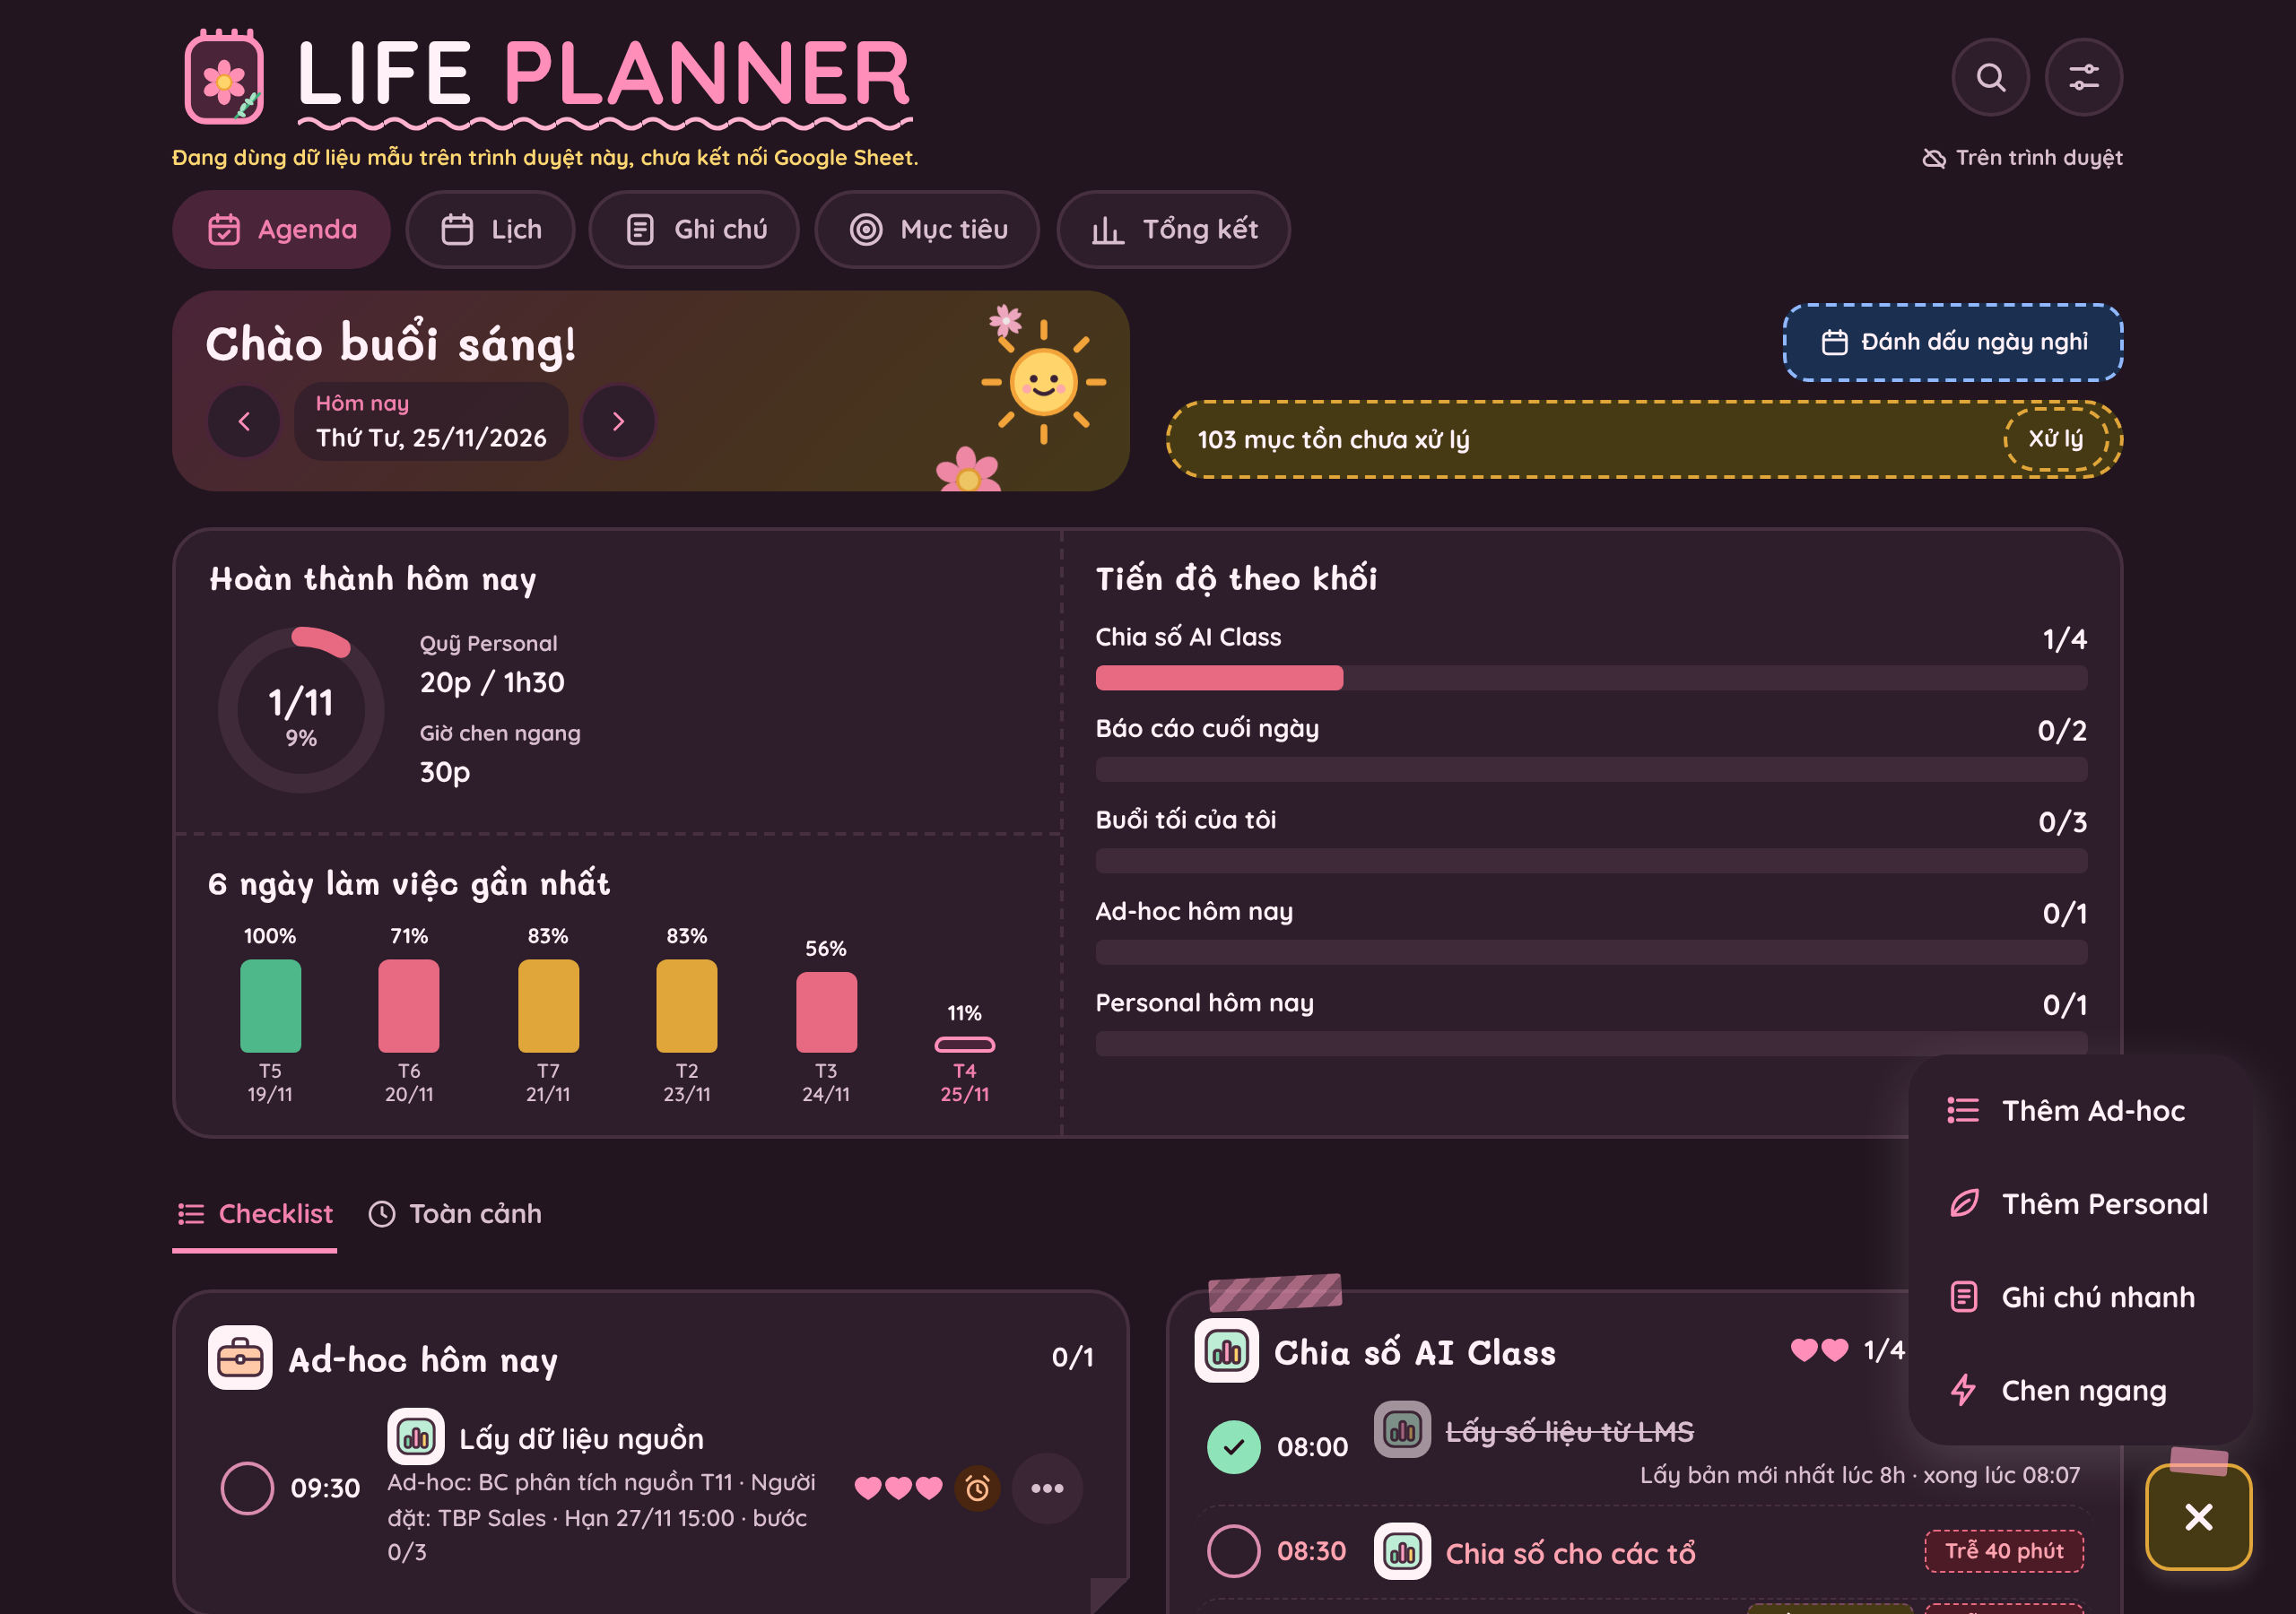 LIFE PLANNER
Đang dùng dữ liệu mẫu trên trình duyệt này, chưa kết nối Google Sheet.
Trên trình duyệt
Agenda
Lịch
Ghi chú
Mục tiêu
Tổng kết
Chào buổi sáng!
Hôm nay
Thứ Tư, 25/11/2026
Đánh dấu ngày nghỉ
103 mục tồn chưa xử lý
Xử lý
Hoàn thành hôm nay
1/11
9%
Quỹ Personal
20p / 1h30
Giờ chen ngang
30p
6 ngày làm việc gần nhất
100% 71% 83% 83% 56% 11%
T5 T6 T7 T2 T3 T4
19/11 20/11 21/11 23/11 24/11 25/11
Tiến độ theo khối
Chia số AI Class 1/4
Báo cáo cuối ngày 0/2
Buổi tối của tôi 0/3
Ad-hoc hôm nay 0/1
Personal hôm nay 0/1
Thêm Ad-hoc
Thêm Personal
Ghi chú nhanh
Chen ngang
Checklist
Toàn cảnh
Ad-hoc hôm nay 0/1
09:30 Lấy dữ liệu nguồn
Ad-hoc: BC phân tích nguồn T11 · Người
đặt: TBP Sales · Hạn 27/11 15:00 · bước
0/3
Chia số AI Class 1/4
08:00 Lấy số liệu từ LMS
Lấy bản mới nhất lúc 8h · xong lúc 08:07
08:30 Chia số cho các tổ Trễ 40 phút